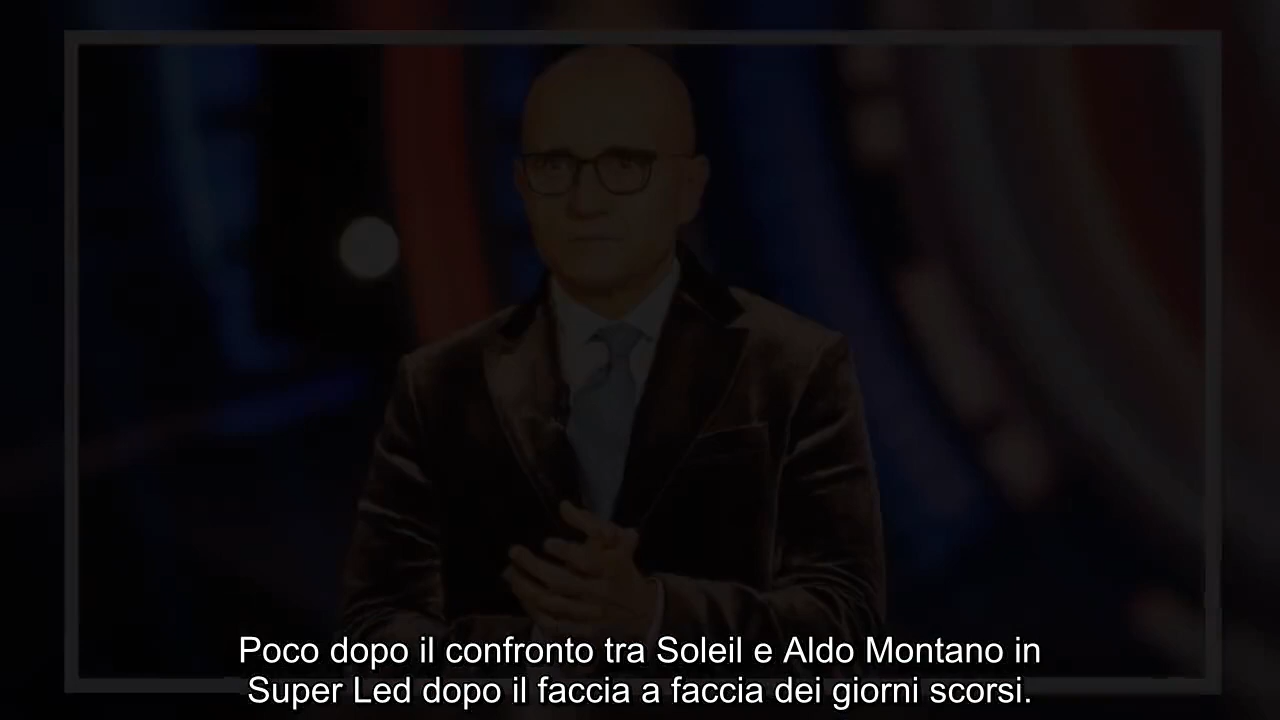 Poco dopo il confronto tra Soleil e Aldo Montano in
Super Led dopo il faccia a faccia dei giorni scorsi.